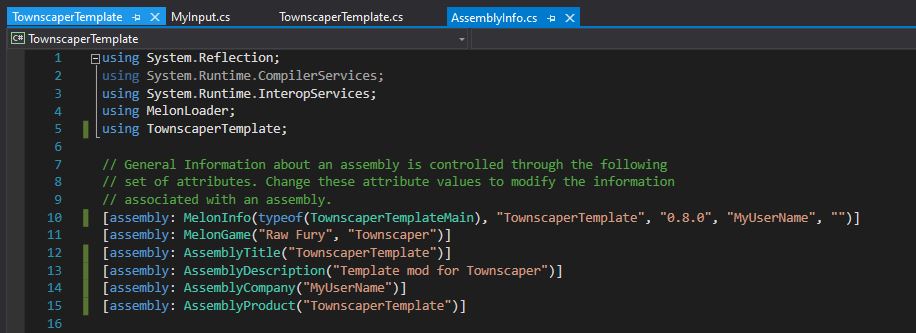 TownscaperTemplate MyInput.cs TownscaperTemplate.cs AssemblyInfo.cs
C# TownscaperTemplate
1 using System.Reflection;
2 using System.Runtime.CompilerServices;
3 using System.Runtime.InteropServices;
4 using MelonLoader;
5 using TownscaperTemplate;
6
7 // General Information about an assembly is controlled through the following
8 // set of attributes. Change these attribute values to modify the information
9 // associated with an assembly.
10 [assembly: MelonInfo(typeof(TownscaperTemplateMain), "TownscaperTemplate", "0.8.0", "MyUserName", "")]
11 [assembly: MelonGame("Raw Fury", "Townscaper")]
12 [assembly: AssemblyTitle("TownscaperTemplate")]
13 [assembly: AssemblyDescription("Template mod for Townscaper")]
14 [assembly: AssemblyCompany("MyUserName")]
15 [assembly: AssemblyProduct("TownscaperTemplate")]
16